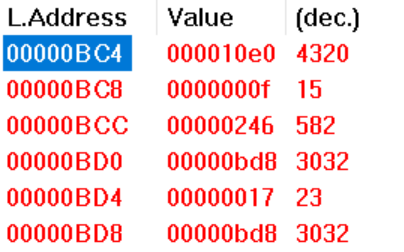 L.Address Value (dec.)
00000BC4 000010e0 4320
00000BC8 0000000f 15
00000BCC 00000246 582
00000BD0 00000bd8 3032
00000BD4 00000017 23
00000BD8 00000bd8 3032